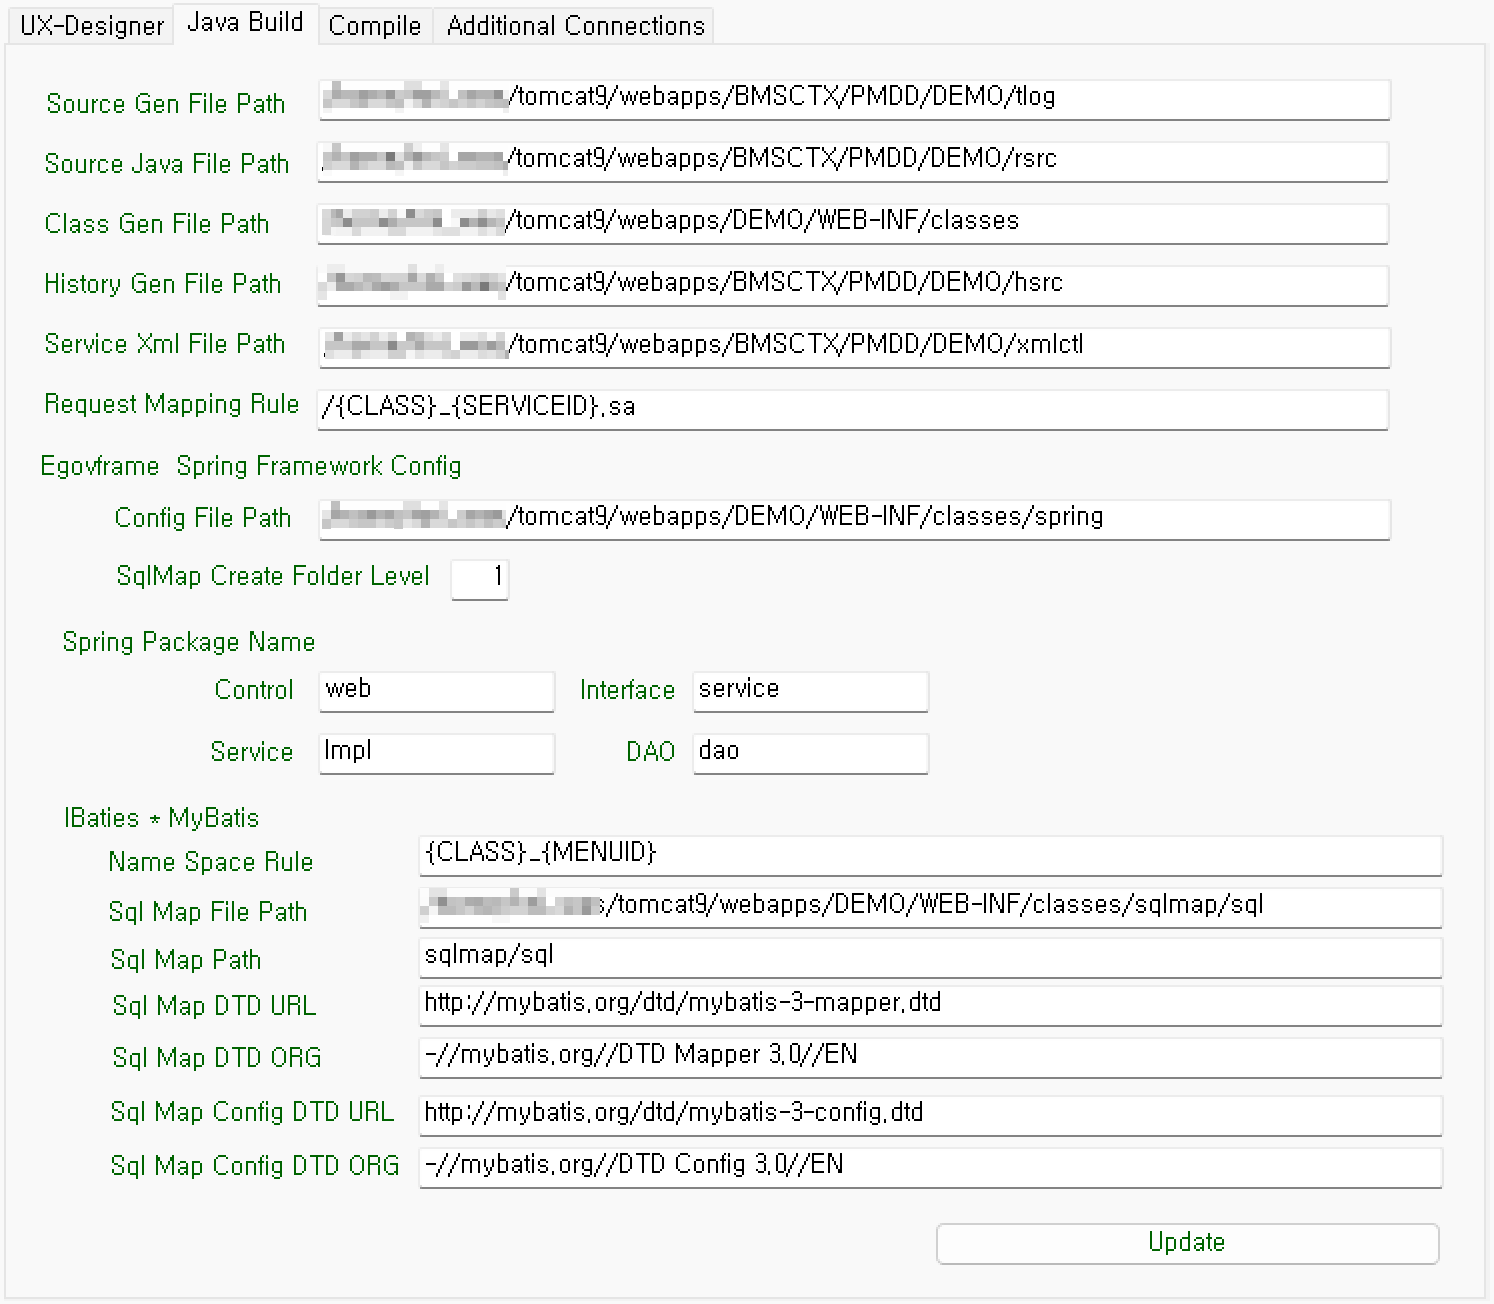 UX-Designer Java Build Compile Additional Connections
Source Gen File Path /tomcat9/webapps/BMSCTX/PMDD/DEMO/tlog
Source Java File Path /tomcat9/webapps/BMSCTX/PMDD/DEMO/rsrc
Class Gen File Path /tomcat9/webapps/DEMO/WEB-INF/classes
History Gen File Path /tomcat9/webapps/BMSCTX/PMDD/DEMO/hsrc
Service Xml File Path /tomcat9/webapps/BMSCTX/PMDD/DEMO/xmlctl
Request Mapping Rule /{CLASS}_{SERVICEID}.sa
Egovframe Spring Framework Config
Config File Path /tomcat9/webapps/DEMO/WEB-INF/classes/spring
SqlMap Create Folder Level 1
Spring Package Name
Control web Interface service
Service Impl DAO dao
IBaties * MyBatis
Name Space Rule {CLASS}_{MENUID}
Sql Map File Path s/tomcat9/webapps/DEMO/WEB-INF/classes/sqlmap/sql
Sql Map Path sqlmap/sql
Sql Map DTD URL http://mybatis.org/dtd/mybatis-3-mapper.dtd
Sql Map DTD ORG -//mybatis.org//DTD Mapper 3.0//EN
Sql Map Config DTD URL http://mybatis.org/dtd/mybatis-3-config.dtd
Sql Map Config DTD ORG -//mybatis.org//DTD Config 3.0//EN
Update